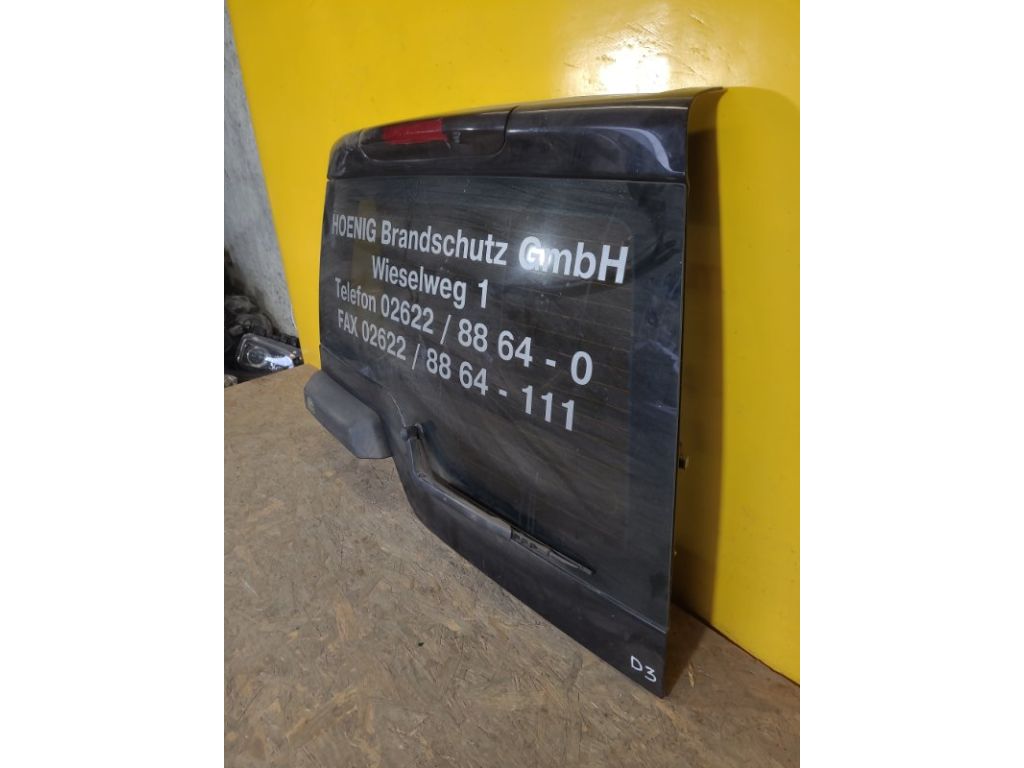 HOENIG Brandschutz GmbH
Wieselweg 1
Telefon 02622 / 88 64 - 0
FAX 02622 / 88 64 - 111
D3